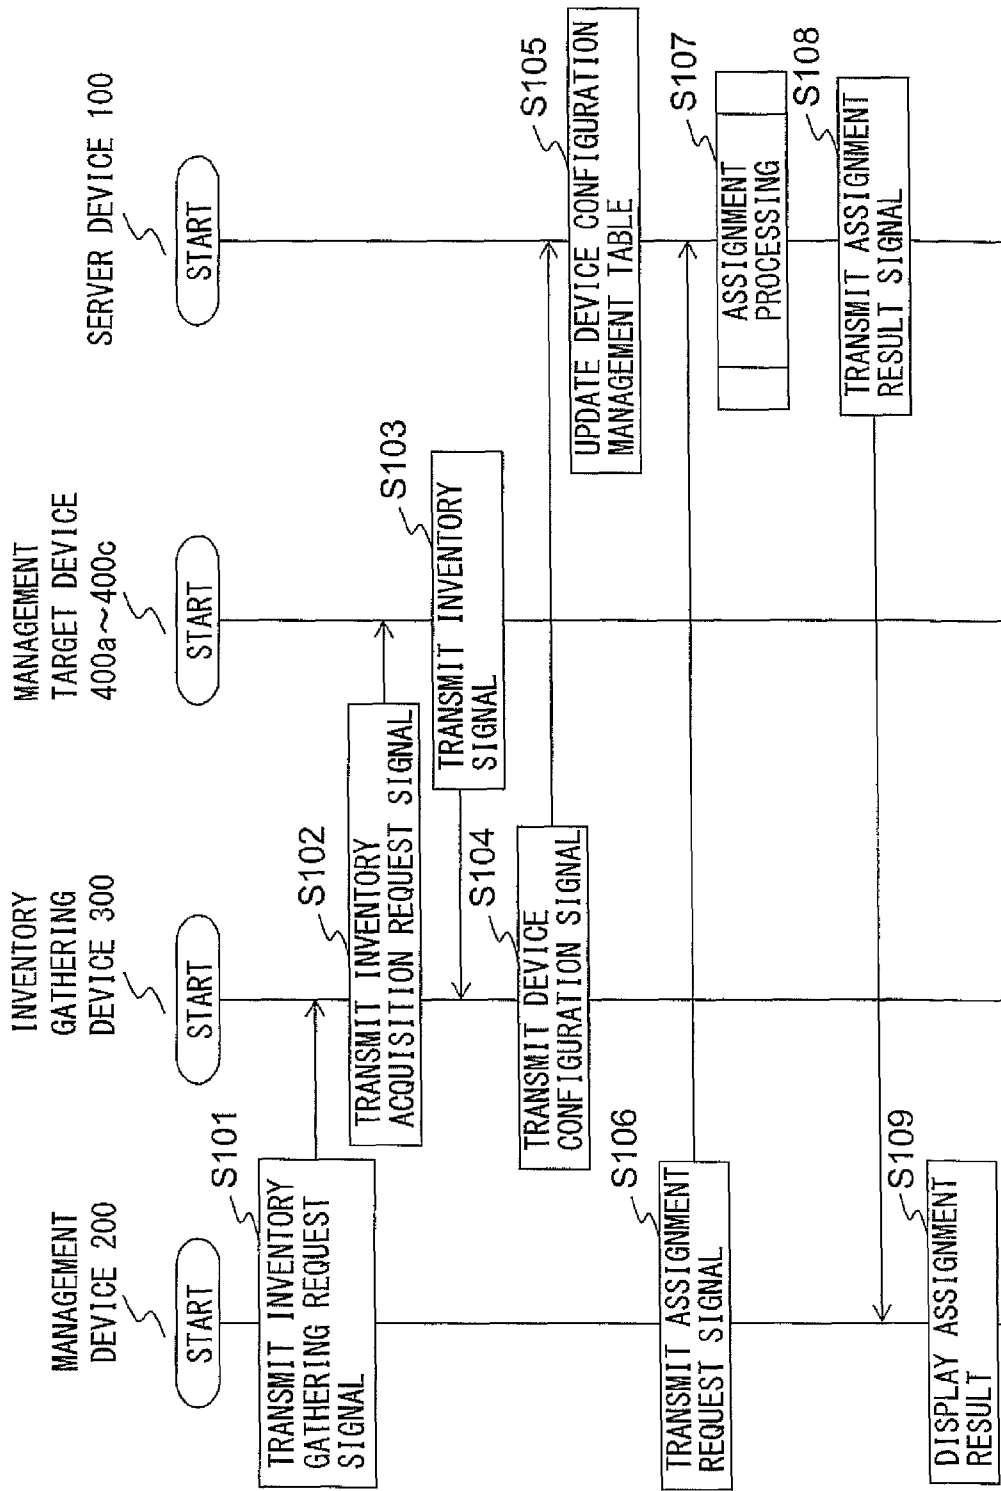 MANAGEMENT
DEVICE 200
INVENTORY
GATHERING
DEVICE 300
MANAGEMENT
TARGET DEVICE
400a～400c
SERVER DEVICE 100
START
START
START
START
S101
TRANSMIT INVENTORY
GATHERING REQUEST
SIGNAL
S102
TRANSMIT INVENTORY
ACQUISITION REQUEST SIGNAL
S103
TRANSMIT INVENTORY
SIGNAL
S104
TRANSMIT DEVICE
CONFIGURATION SIGNAL
S105
UPDATE DEVICE CONFIGURATION
MANAGEMENT TABLE
S106
TRANSMIT ASSIGNMENT
REQUEST SIGNAL
S107
ASSIGNMENT
PROCESSING
S108
TRANSMIT ASSIGNMENT
RESULT SIGNAL
S109
DISPLAY ASSIGNMENT
RESULT